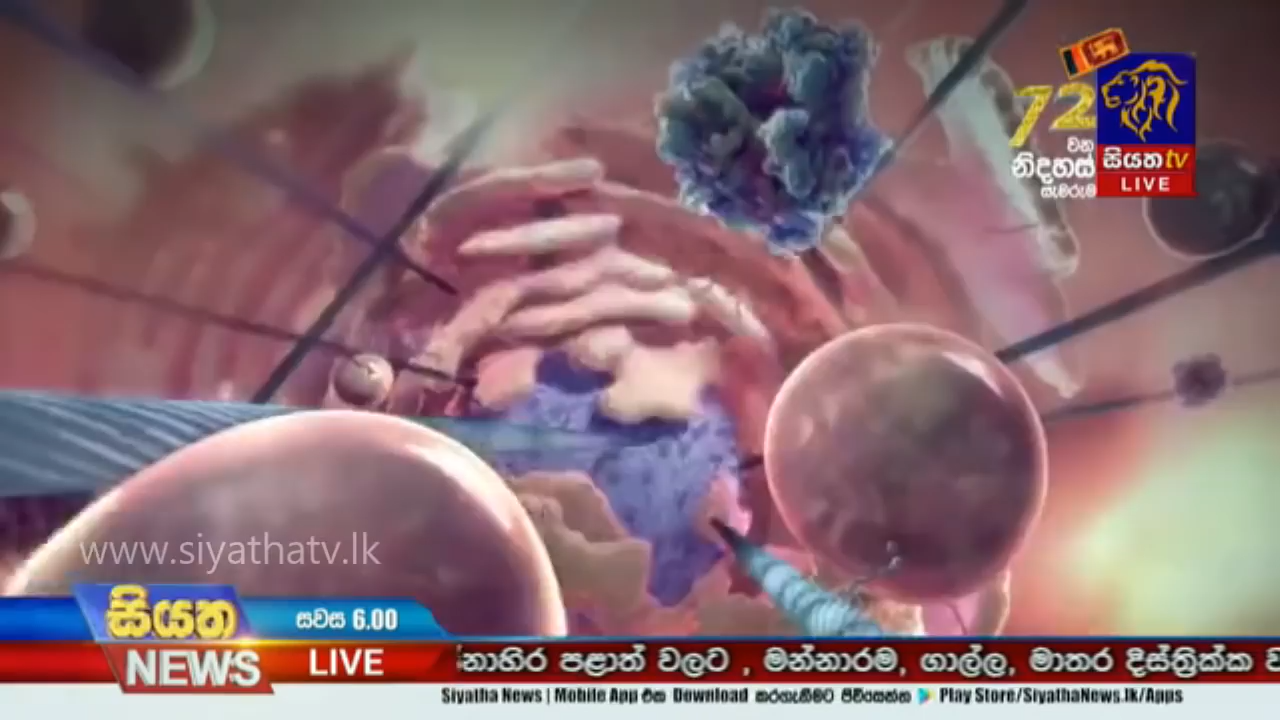 72
වන
නිදහස්
සැමරුම
සියත tv
LIVE
www.siyathatv.lk
සියත
NEWS
සවස 6.00
LIVE
නාහිර පළාත් වලට , මන්නාරම, ගාල්ල, මාතර දිස්ත්‍රික්ක ව
Siyatha News | Mobile App එක Download කරගැනීමට පිවිසෙන්න Play Store/SiyathaNews.lk/Apps